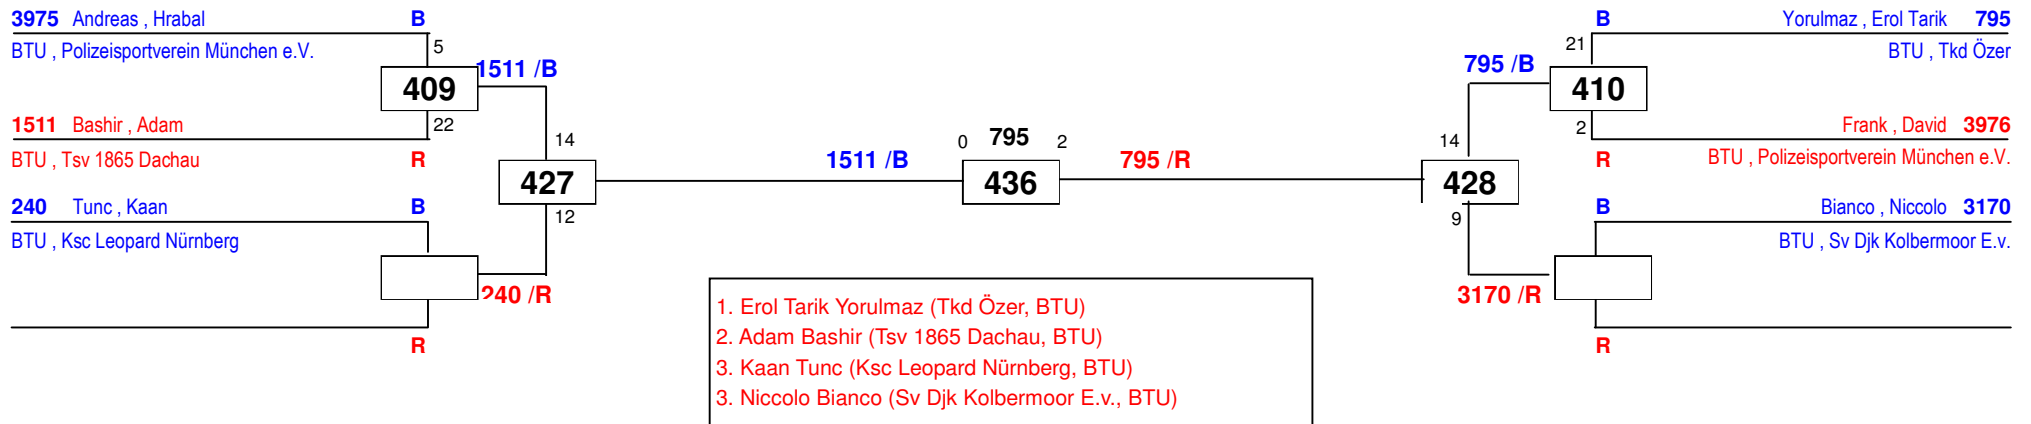 3975 Andreas , Hrabal B
BTU , Polizeisportverein München e.V.
5
409
1511 /B
22
1511 Bashir , Adam
BTU , Tsv 1865 Dachau R
14
427
12
240 Tunc , Kaan B
BTU , Ksc Leopard Nürnberg
240 /R
R
1511 /B
0 795 2
436
795 /R
B Yorulmaz , Erol Tarik 795
21 BTU , Tkd Özer
795 /B
410
2
Frank , David 3976
R BTU , Polizeisportverein München e.V.
14
428
9
B Bianco , Niccolo 3170
BTU , Sv Djk Kolbermoor E.v.
3170 /R
R
1. Erol Tarik Yorulmaz (Tkd Özer, BTU)
2. Adam Bashir (Tsv 1865 Dachau, BTU)
3. Kaan Tunc (Ksc Leopard Nürnberg, BTU)
3. Niccolo Bianco (Sv Djk Kolbermoor E.v., BTU)